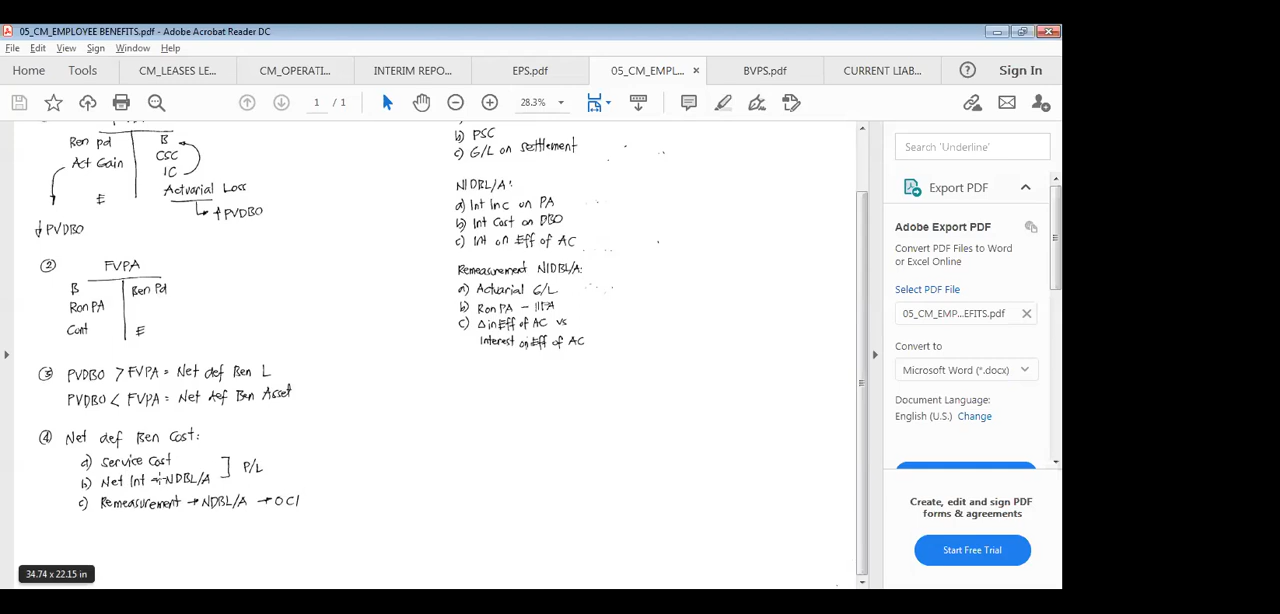 05_CM_EMPLOYEE BENEFITS.pdf - Adobe Acrobat Reader DC
File Edit View Sign Window Help
Home Tools CM_LEASES LE... CM_OPERATI... INTERIM REPO... EPS.pdf 05_CM_EMPL... × BVPS.pdf CURRENT LIAB... Sign In
1 / 1 28.3%
Ben pd B
Act Gain CSC
IC
E Actuarial Loss
↑PVDBO
↓PVDBO
② FVPA
B Ben Pd
Ron PA
Cont E
③ PVDBO > FVPA = Net def Ben L
PVDBO < FVPA = Net def Ben Asset
④ Net def Ben Cost:
a) Service Cost
b) Net Int → NDBL/A ] P/L
c) Remeasurement → NDBL/A → OCI
b) PSC
c) G/L on settlement
NIDBL/A:
a) Int Inc on PA
b) Int Cost on DBO
c) Int on Eff of AC
Remeasurement NIDBL/A:
a) Actuarial G/L
b) Ron PA - IIPA
c) Δ in Eff of AC vs
Interest on Eff of AC
34.74 x 22.15 in
Search 'Underline'
Export PDF
Adobe Export PDF
Convert PDF Files to Word
or Excel Online
Select PDF File
05_CM_EMP...EFITS.pdf ×
Convert to
Microsoft Word (*.docx)
Document Language:
English (U.S.) Change
Create, edit and sign PDF
forms & agreements
Start Free Trial